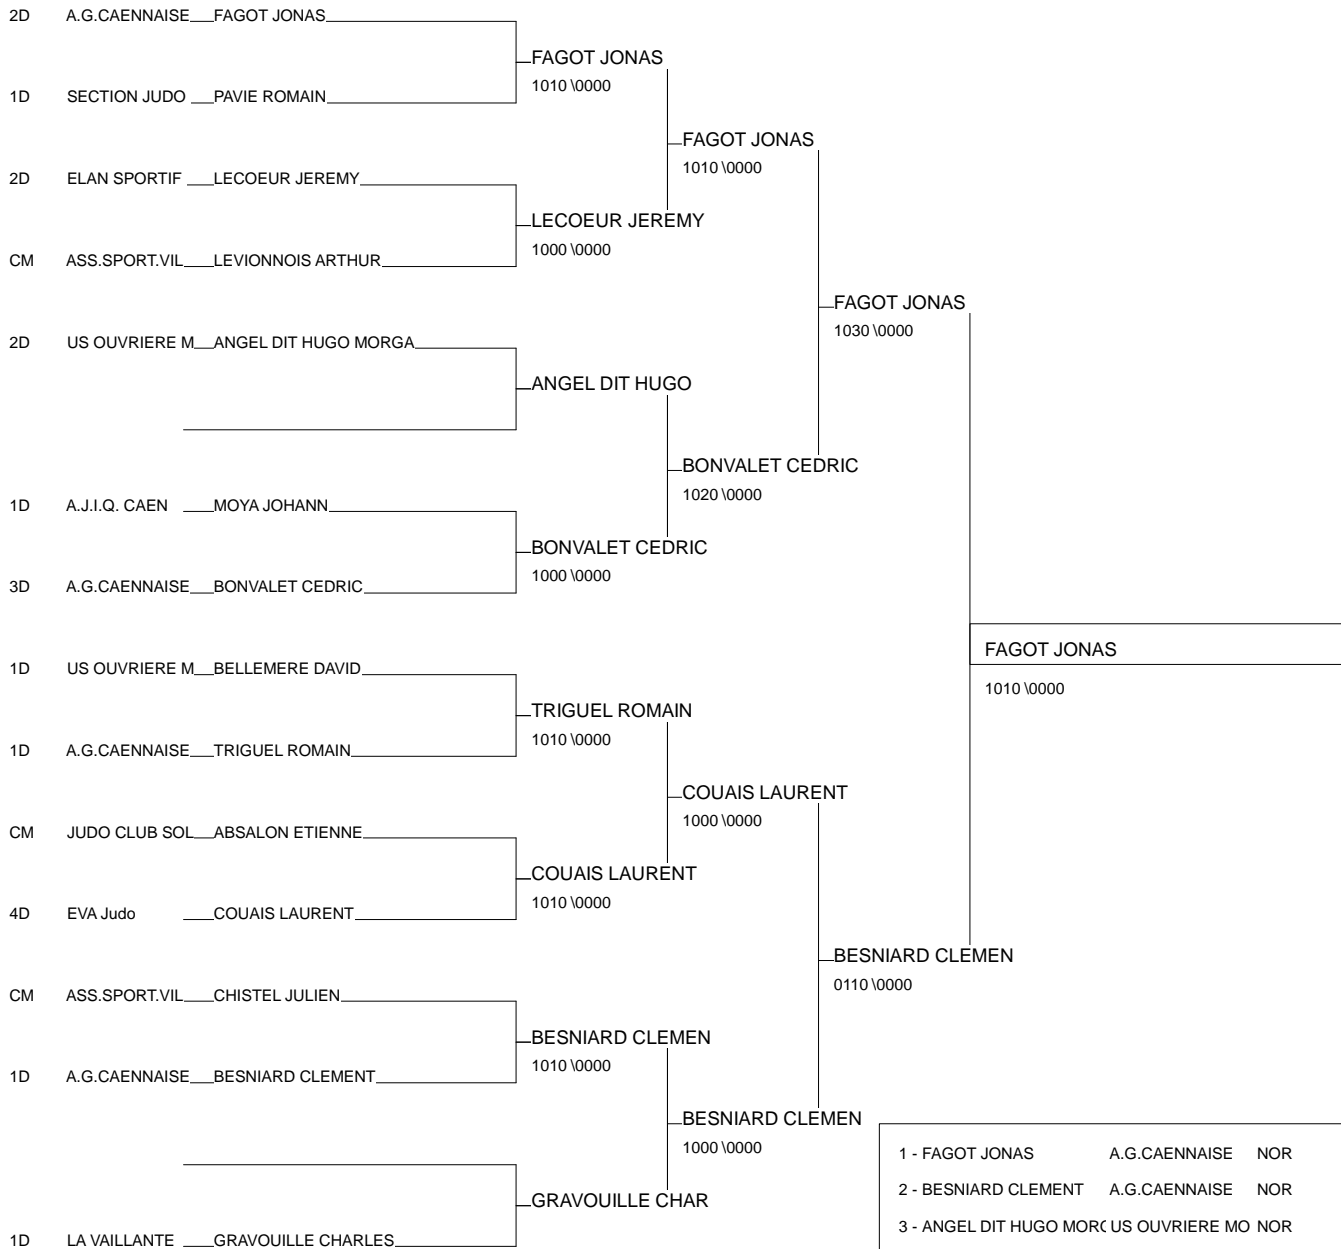 2D A.G.CAENNAISE FAGOT JONAS
FAGOT JONAS
1010 \0000
1D SECTION JUDO PAVIE ROMAIN
FAGOT JONAS
1010 \0000
2D ELAN SPORTIF LECOEUR JEREMY
LECOEUR JEREMY
1000 \0000
CM ASS.SPORT.VIL LEVIONNOIS ARTHUR
FAGOT JONAS
1030 \0000
2D US OUVRIERE M ANGEL DIT HUGO MORGA
ANGEL DIT HUGO
BONVALET CEDRIC
1020 \0000
1D A.J.I.Q. CAEN MOYA JOHANN
BONVALET CEDRIC
1000 \0000
3D A.G.CAENNAISE BONVALET CEDRIC
FAGOT JONAS
1010 \0000
1D US OUVRIERE M BELLEMERE DAVID
TRIGUEL ROMAIN
1010 \0000
1D A.G.CAENNAISE TRIGUEL ROMAIN
COUAIS LAURENT
1000 \0000
CM JUDO CLUB SOL ABSALON ETIENNE
COUAIS LAURENT
1010 \0000
4D EVA Judo COUAIS LAURENT
BESNIARD CLEMEN
0110 \0000
CM ASS.SPORT.VIL CHISTEL JULIEN
BESNIARD CLEMEN
1010 \0000
1D A.G.CAENNAISE BESNIARD CLEMENT
BESNIARD CLEMEN
1000 \0000
GRAVOUILLE CHAR
1D LA VAILLANTE GRAVOUILLE CHARLES
1 - FAGOT JONAS A.G.CAENNAISE NOR
2 - BESNIARD CLEMENT A.G.CAENNAISE NOR
3 - ANGEL DIT HUGO MORG US OUVRIERE MO NOR